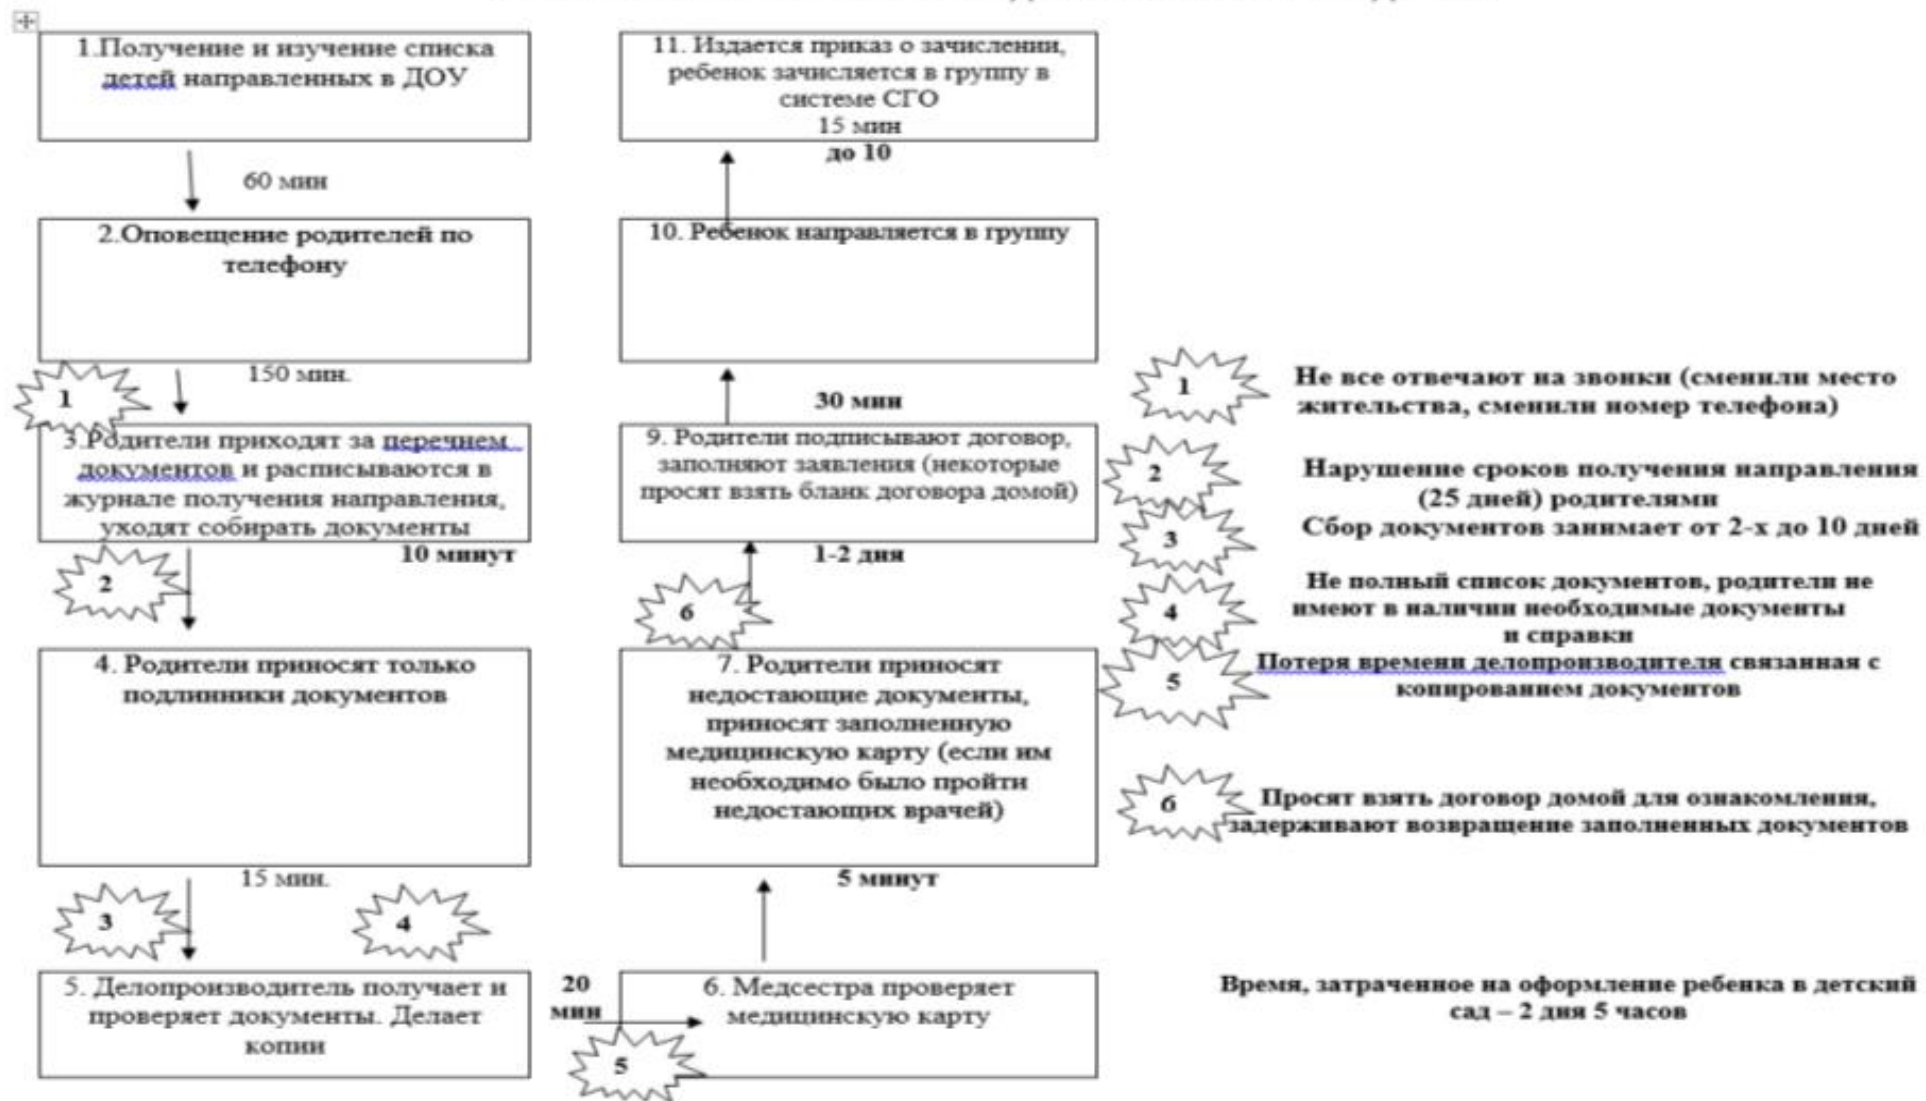 1.Получение и изучение списка
детей направленных в ДОУ
60 мин
2.Оповещение родителей по
телефону
150 мин.
1
3.Родители приходят за перечнем
документов и расписываются в
журнале получения направления,
уходят собирать документы
10 минут
2
4. Родители приносят только
подлинники документов
15 мин.
3
4
5. Делопроизводитель получает и
проверяет документы. Делает
копии
20
мин
5
6. Медсестра проверяет
медицинскую карту
5 минут
7. Родители приносят
недостающие документы,
приносят заполненную
медицинскую карту (если им
необходимо было пройти
недостающих врачей)
6
1-2 дня
9. Родители подписывают договор,
заполняют заявления (некоторые
просят взять бланк договора домой)
30 мин
10. Ребенок направляется в группу
до 10
11. Издается приказ о зачислении,
ребенок зачисляется в группу в
системе СГО
15 мин
1
Не все отвечают на звонки (сменили место
жительства, сменили номер телефона)
2
Нарушение сроков получения направления
(25 дней) родителями
3
Сбор документов занимает от 2-х до 10 дней
4
Не полный список документов, родители не
имеют в наличии необходимые документы
и справки
5
Потеря времени делопроизводителя связанная с
копированием документов
6
Просят взять договор домой для ознакомления,
задерживают возвращение заполненных документов
Время, затраченное на оформление ребенка в детский
сад – 2 дня 5 часов